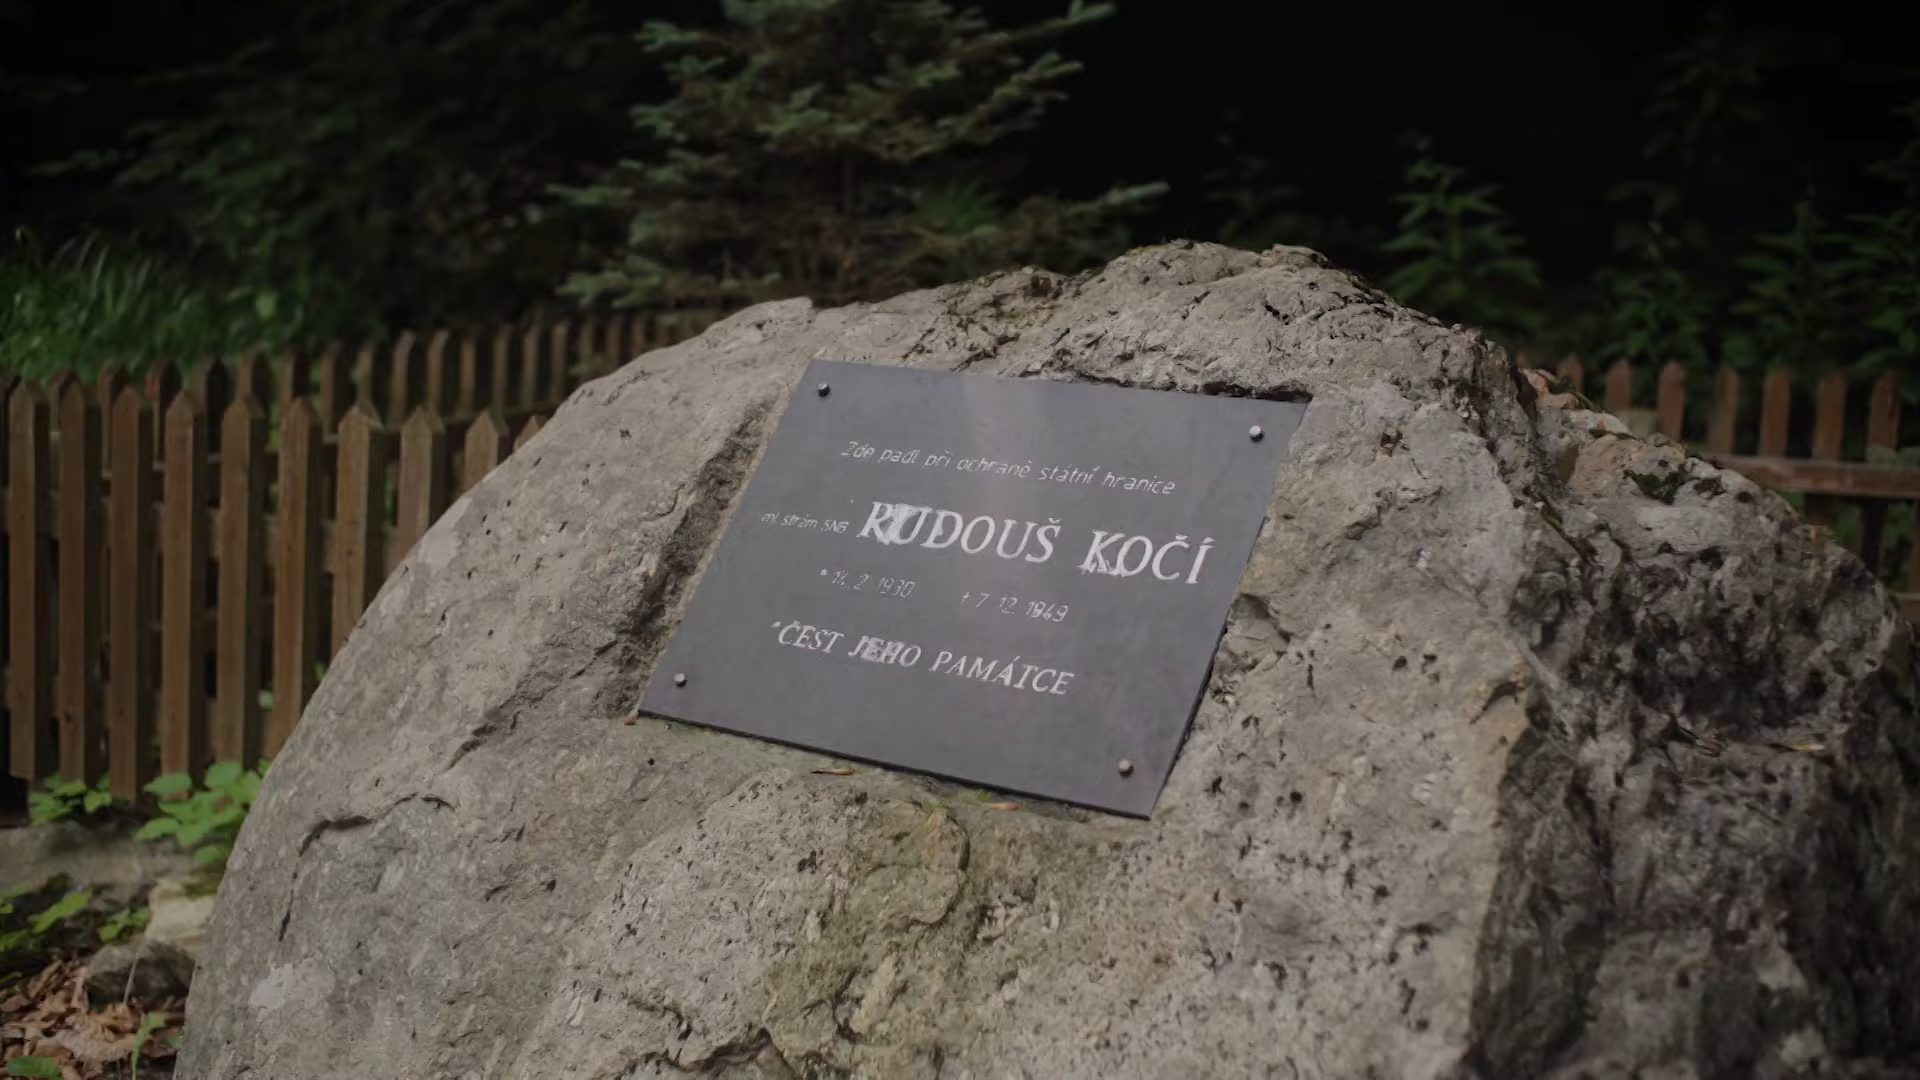 Zde padl při ochraně státní hranice
ml. strážm. SNB RUDOUŠ KOČÍ
2. 1930 † 7. 12. 1949
ČEST JEHO PAMÁTCE